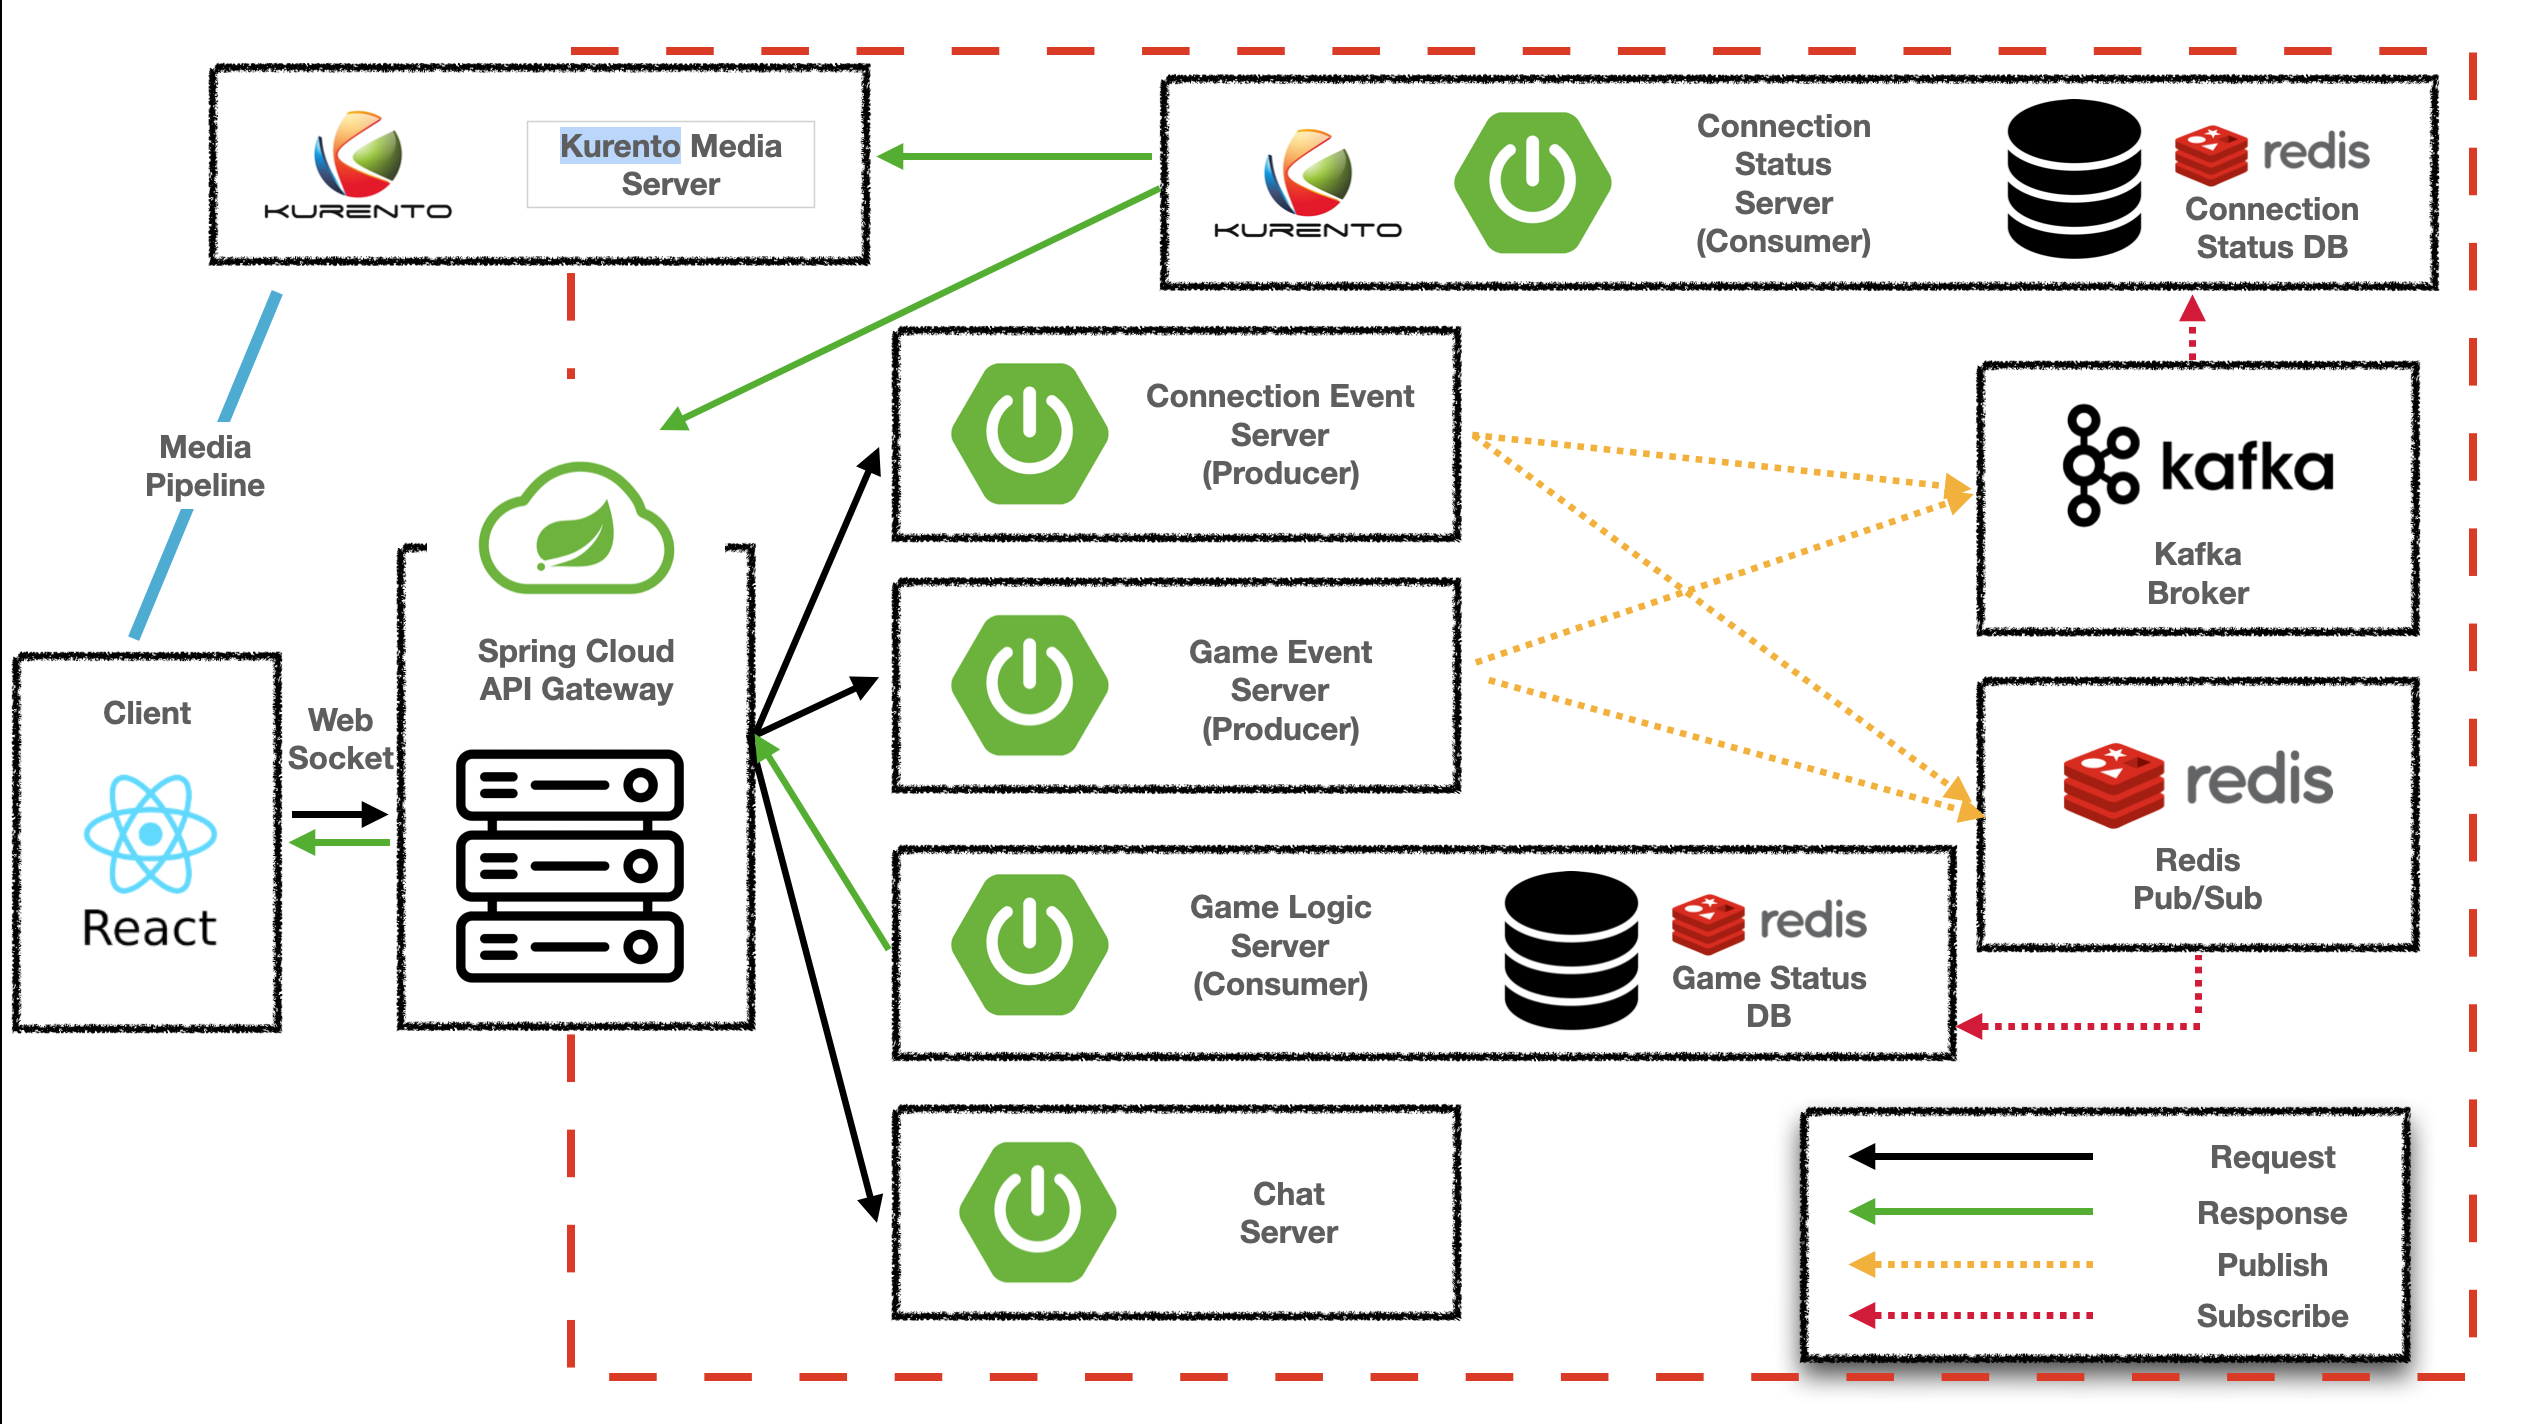 KURENTO
Kurento Media
Server
KURENTO
Connection
Status
Server
(Consumer)
redis
Connection
Status DB
Media
Pipeline
Connection Event
Server
(Producer)
kafka
Kafka
Broker
Client
React
Web
Socket
Spring Cloud
API Gateway
Game Event
Server
(Producer)
redis
Redis
Pub/Sub
Game Logic
Server
(Consumer)
redis
Game Status
DB
Chat
Server
Request
Response
Publish
Subscribe